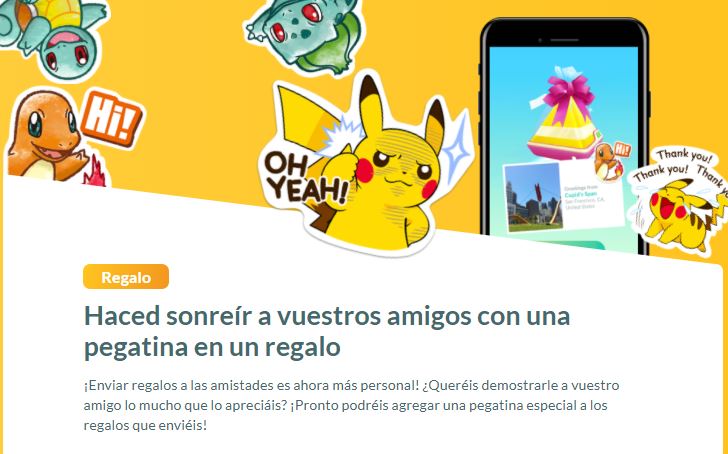 Hi!
OH
YEAH!
Hi!
Thank you!
Thank you! Thank
Greetings from
Cupid's Span
San Francisco, CA,
United States
Regalo
Haced sonreír a vuestros amigos con una
pegatina en un regalo
¡Enviar regalos a las amistades es ahora más personal! ¿Queréis demostrarle a vuestro
amigo lo mucho que lo apreciáis? ¡Pronto podréis agregar una pegatina especial a los
regalos que enviéis!